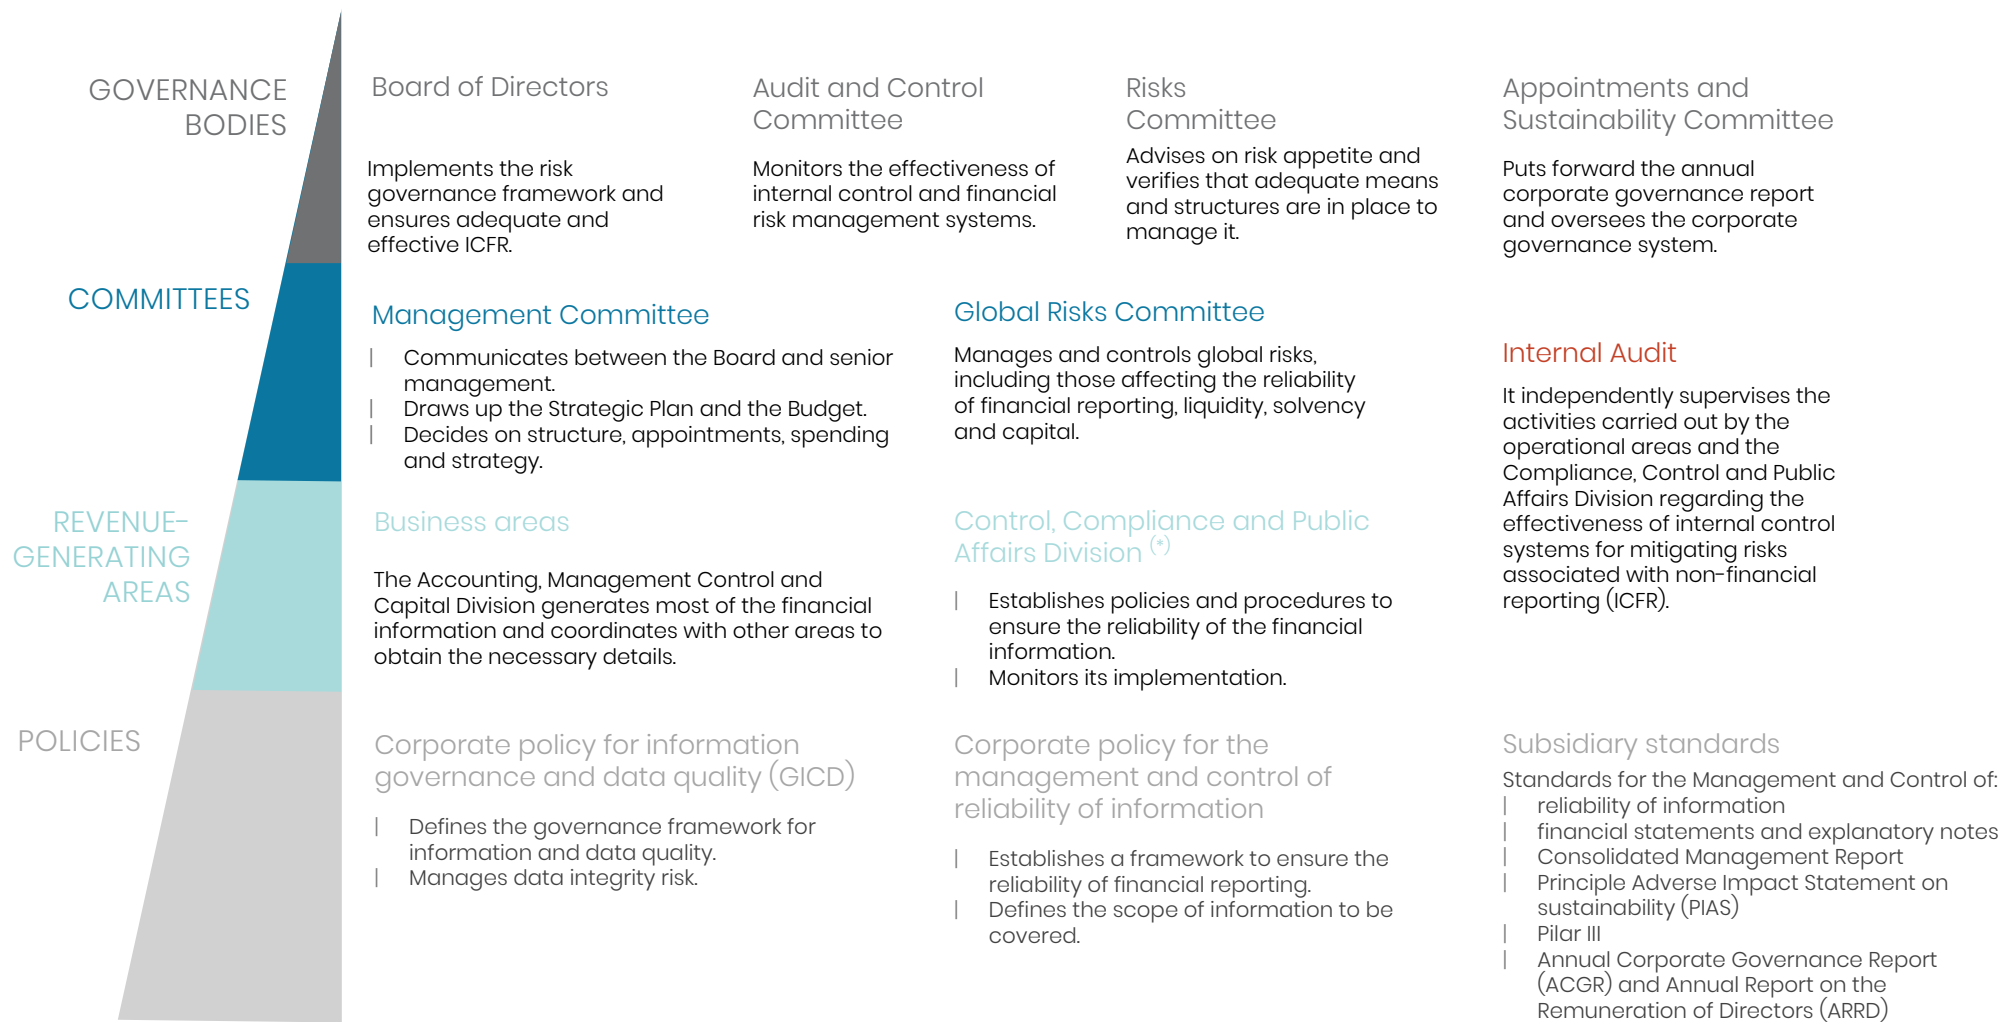 GOVERNANCE
BODIES
Board of Directors
Implements the risk
governance framework and
ensures adequate and
effective ICFR.
Audit and Control
Committee
Monitors the effectiveness of
internal control and financial
risk management systems.
Risks
Committee
Advises on risk appetite and
verifies that adequate means
and structures are in place to
manage it.
Appointments and
Sustainability Committee
Puts forward the annual
corporate governance report
and oversees the corporate
governance system.
COMMITTEES
Management Committee
| Communicates between the Board and senior
management.
| Draws up the Strategic Plan and the Budget.
| Decides on structure, appointments, spending
and strategy.
Global Risks Committee
Manages and controls global risks,
including those affecting the reliability
of financial reporting, liquidity, solvency
and capital.
Internal Audit
It independently supervises the
activities carried out by the
operational areas and the
Compliance, Control and Public
Affairs Division regarding the
effectiveness of internal control
systems for mitigating risks
associated with non-financial
reporting (ICFR).
REVENUE-
GENERATING
AREAS
Business areas
The Accounting, Management Control and
Capital Division generates most of the financial
information and coordinates with other areas to
obtain the necessary details.
Control, Compliance and Public
Affairs Division (*)
| Establishes policies and procedures to
ensure the reliability of the financial
information.
| Monitors its implementation.
POLICIES
Corporate policy for information
governance and data quality (GICD)
| Defines the governance framework for
information and data quality.
| Manages data integrity risk.
Corporate policy for the
management and control of
reliability of information
| Establishes a framework to ensure the
reliability of financial reporting.
| Defines the scope of information to be
covered.
Subsidiary standards
Standards for the Management and Control of:
| reliability of information
| financial statements and explanatory notes
| Consolidated Management Report
| Principle Adverse Impact Statement on
sustainability (PIAS)
| Pilar III
| Annual Corporate Governance Report
(ACGR) and Annual Report on the
Remuneration of Directors (ARRD)